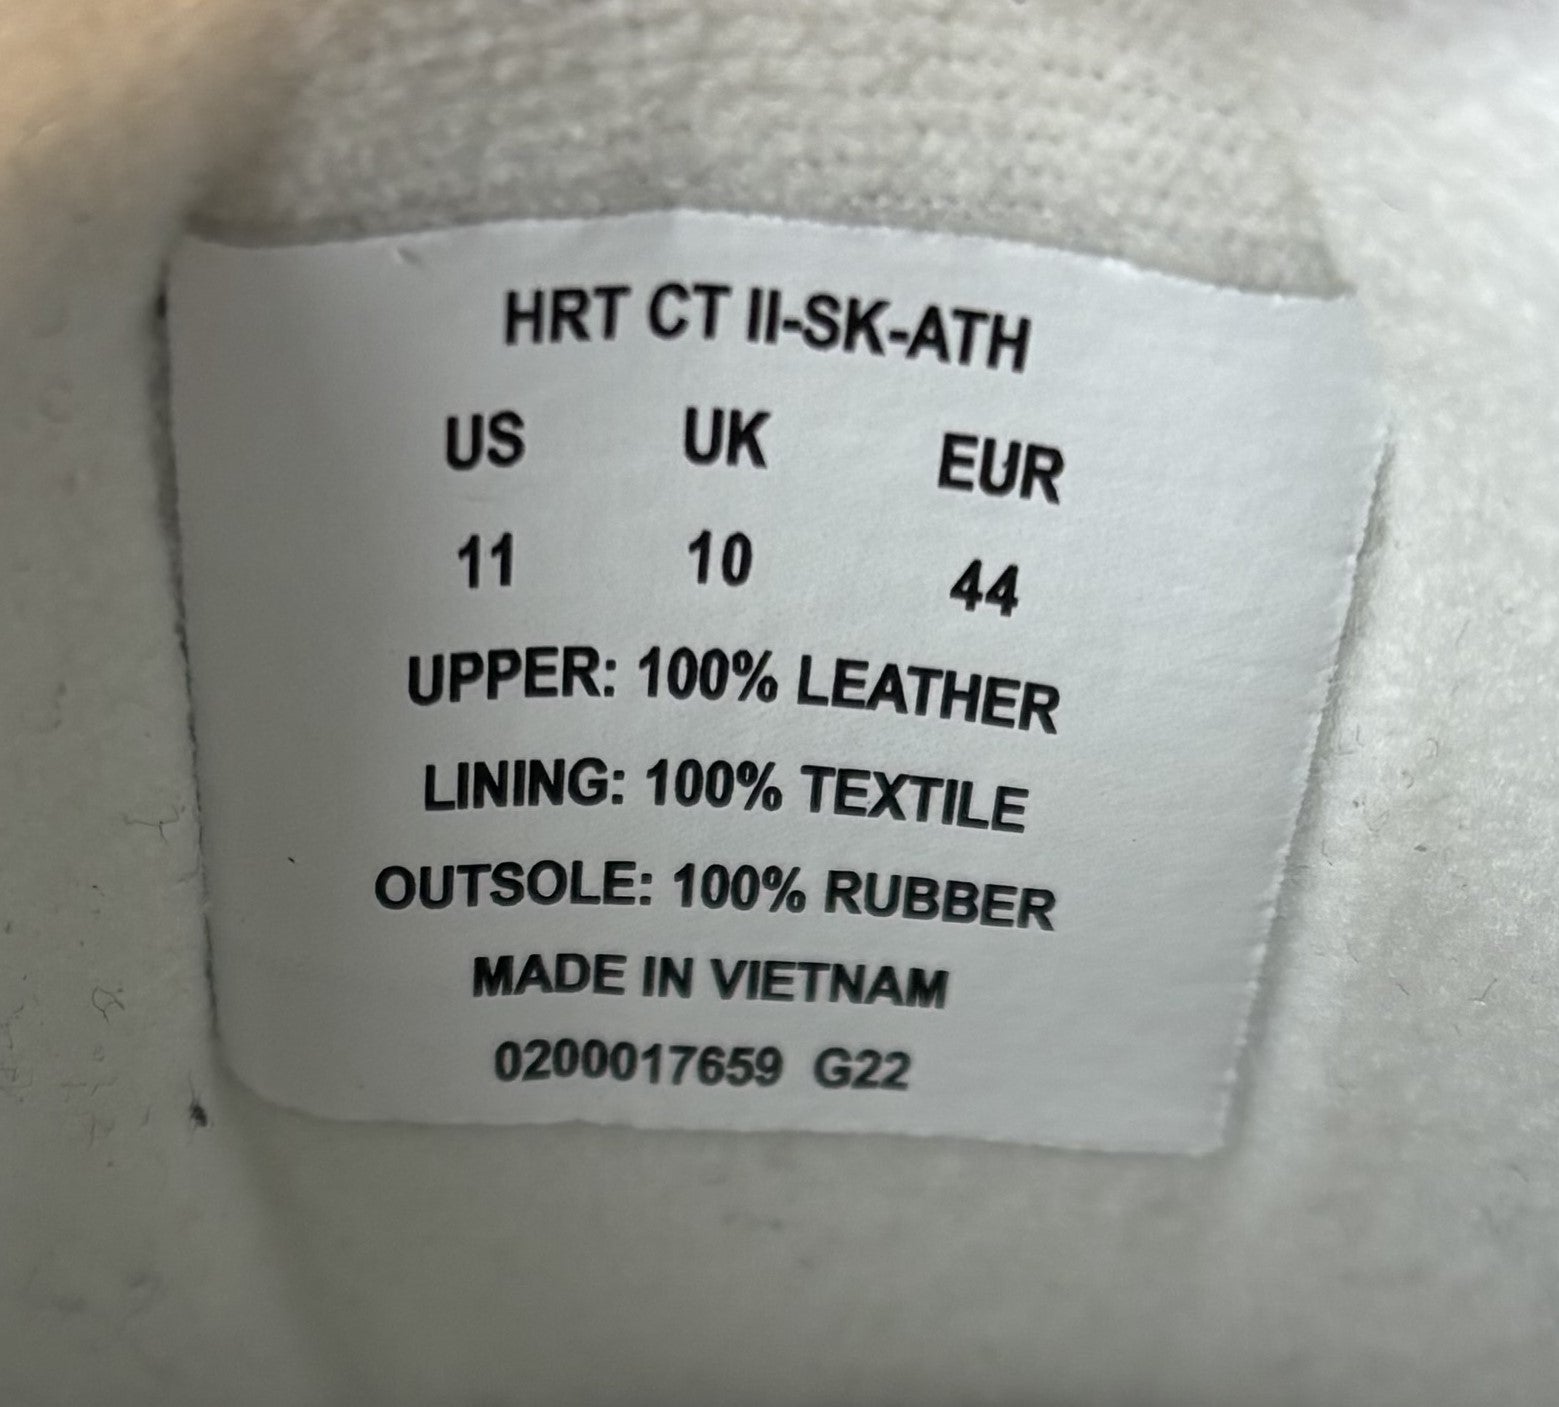 HRT CT II-SK-ATH
US UK EUR
11 10 44
UPPER: 100% LEATHER
LINING: 100% TEXTILE
OUTSOLE: 100% RUBBER
MADE IN VIETNAM
0200017659 G22